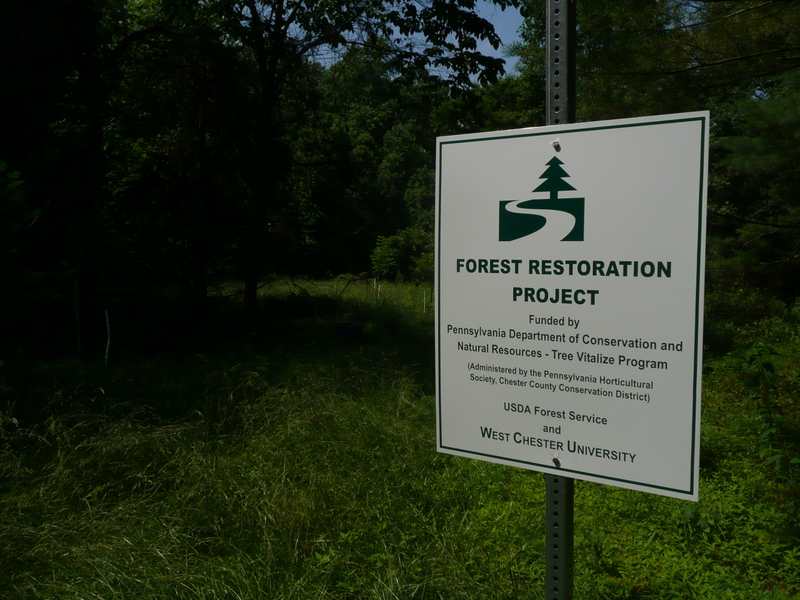 FOREST RESTORATION
PROJECT
Funded by
Pennsylvania Department of Conservation and
Natural Resources - Tree Vitalize Program
(Administered by the Pennsylvania Horticultural
Society, Chester County Conservation District)
USDA Forest Service
and
WEST CHESTER UNIVERSITY